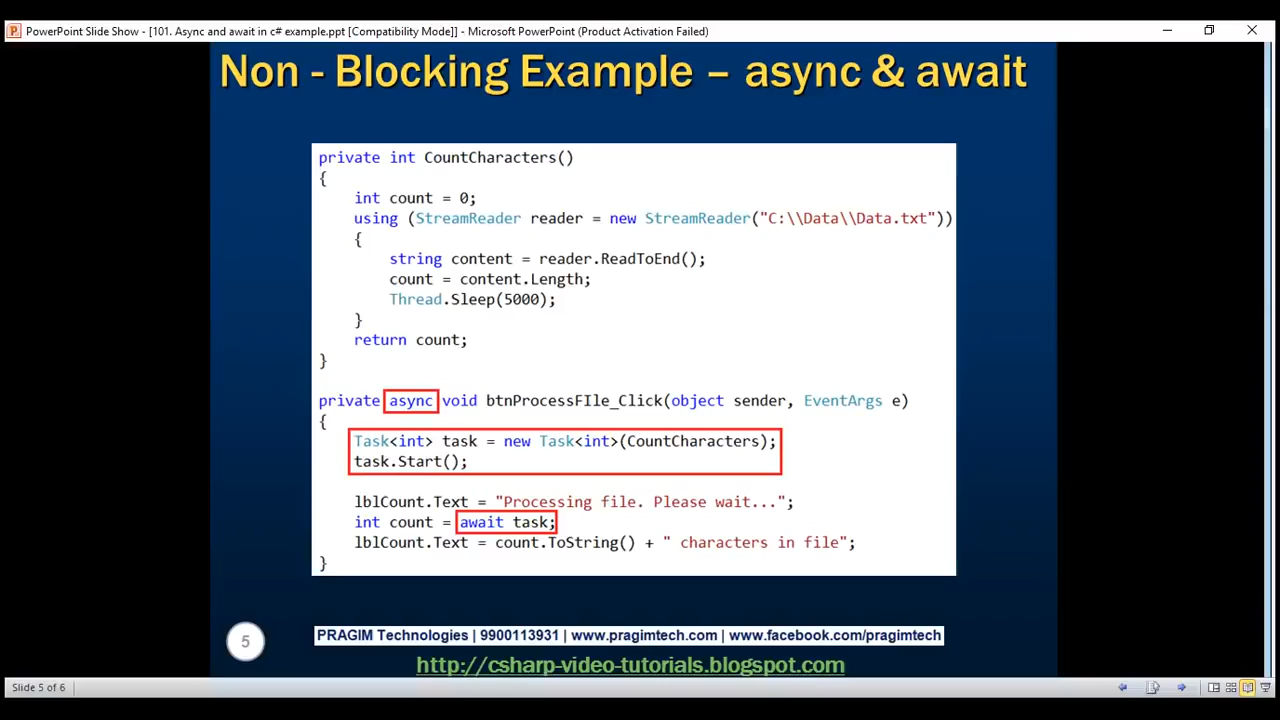 PowerPoint Slide Show - [101. Async and await in c# example.ppt [Compatibility Mode]] - Microsoft PowerPoint (Product Activation Failed)
Non - Blocking Example – async & await
private int CountCharacters()
{
    int count = 0;
    using (StreamReader reader = new StreamReader("C:\\Data\\Data.txt"))
    {
        string content = reader.ReadToEnd();
        count = content.Length;
        Thread.Sleep(5000);
    }
    return count;
}
private async void btnProcessFIle_Click(object sender, EventArgs e)
{
    Task<int> task = new Task<int>(CountCharacters);
    task.Start();
    lblCount.Text = "Processing file. Please wait...";
    int count = await task;
    lblCount.Text = count.ToString() + " characters in file";
}
5
PRAGIM Technologies | 9900113931 | www.pragimtech.com | www.facebook.com/pragimtech
http://csharp-video-tutorials.blogspot.com
Slide 5 of 6